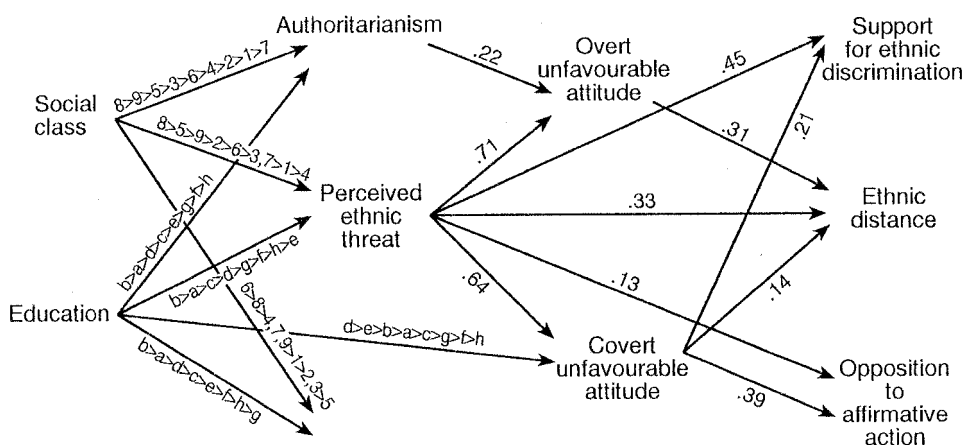 Authoritarianism
Support
for ethnic
discrimination
Overt
unfavourable
attitude
.22
.45
8>9>5>3>6>4>2>1>7
Social
class
8>5>9>2>6>3,7>1>4
.71
.31
.21
Perceived
ethnic
threat
.33
Ethnic
distance
b>a>d>c>e>g>f>h
b>a>c>d>g>f>h>e
.64
.13
.14
Education
6>8>4,7,9>1>2,3>5
d>e>b>a>c>g>f>h
Covert
unfavourable
attitude
b>a>d>c>e>f>h>g
.39
Opposition
to
affirmative
action